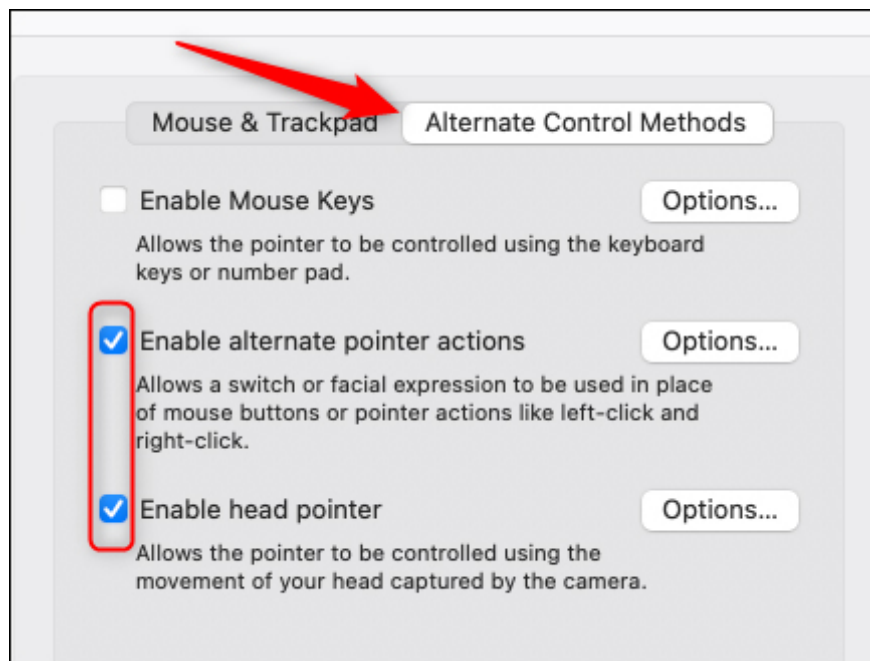 Mouse & Trackpad Alternate Control Methods
Enable Mouse Keys Options...
Allows the pointer to be controlled using the keyboard
keys or number pad.
Enable alternate pointer actions Options...
Allows a switch or facial expression to be used in place
of mouse buttons or pointer actions like left-click and
right-click.
Enable head pointer Options...
Allows the pointer to be controlled using the
movement of your head captured by the camera.